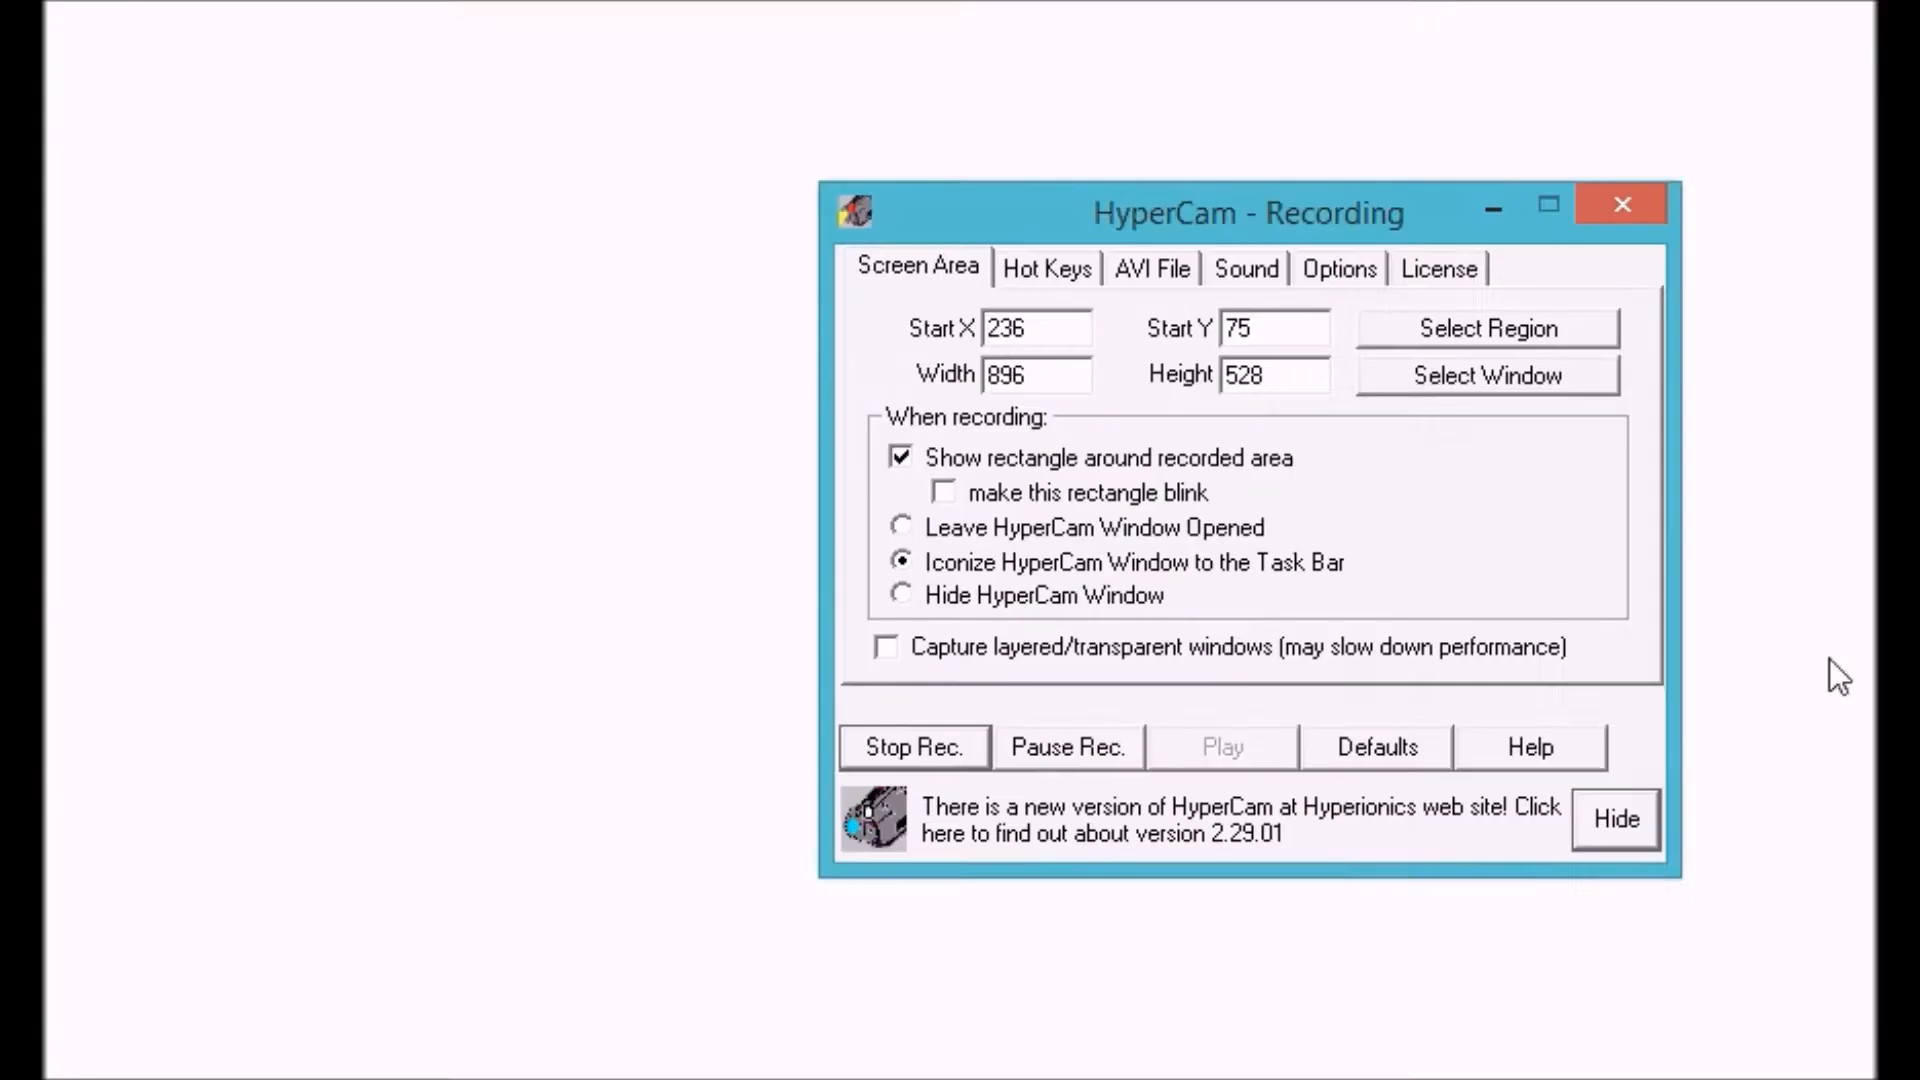 HyperCam - Recording
Screen Area Hot Keys AVI File Sound Options License
Start X 236 Start Y 75 Select Region
Width 896 Height 528 Select Window
When recording:
Show rectangle around recorded area
make this rectangle blink
Leave HyperCam Window Opened
Iconize HyperCam Window to the Task Bar
Hide HyperCam Window
Capture layered/transparent windows (may slow down performance)
Stop Rec. Pause Rec. Play Defaults Help
There is a new version of HyperCam at Hyperionics web site! Click
here to find out about version 2.29.01
Hide